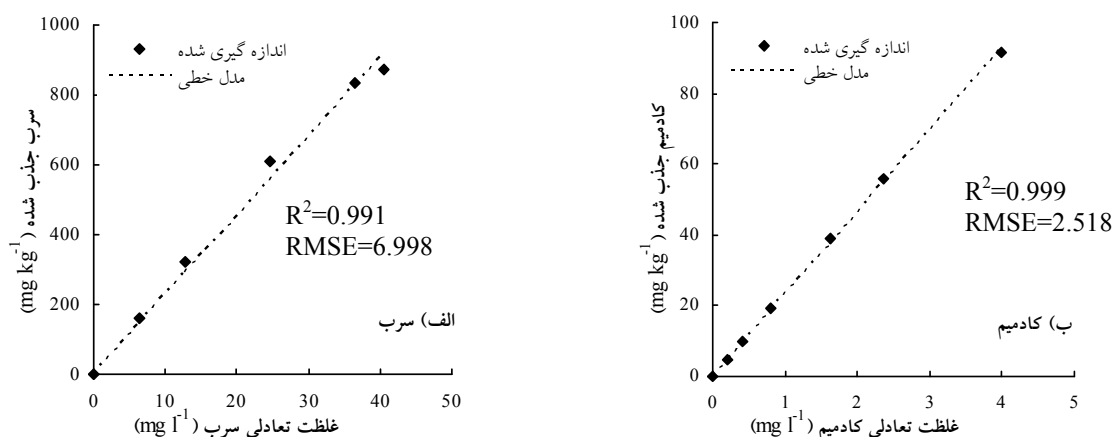 1000
800
600
400
200
0
0 10 20 30 40 50
سرب جذب شده (mg kg⁻¹)
غلظت تعادلی سرب (mg l⁻¹)
اندازه گیری شده
مدل خطی
R²=0.991
RMSE=6.998
الف) سرب
100
80
60
40
20
0
0 1 2 3 4 5
کادمیم جذب شده (mg kg⁻¹)
غلظت تعادلی کادمیم (mg l⁻¹)
اندازه گیری شده
مدل خطی
R²=0.999
RMSE=2.518
ب) کادمیم